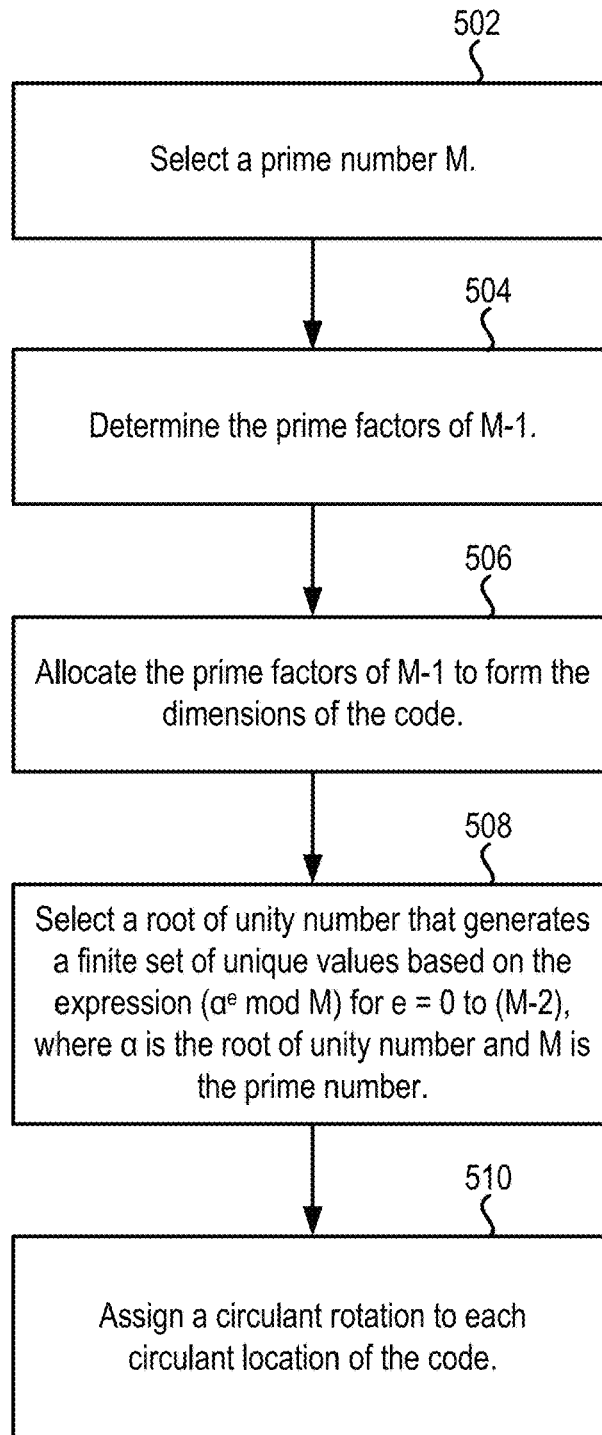 502
Select a prime number M.
504
Determine the prime factors of M-1.
506
Allocate the prime factors of M-1 to form the
dimensions of the code.
508
Select a root of unity number that generates
a finite set of unique values based on the
expression (αᵉ mod M) for e = 0 to (M-2),
where α is the root of unity number and M is
the prime number.
510
Assign a circulant rotation to each
circulant location of the code.